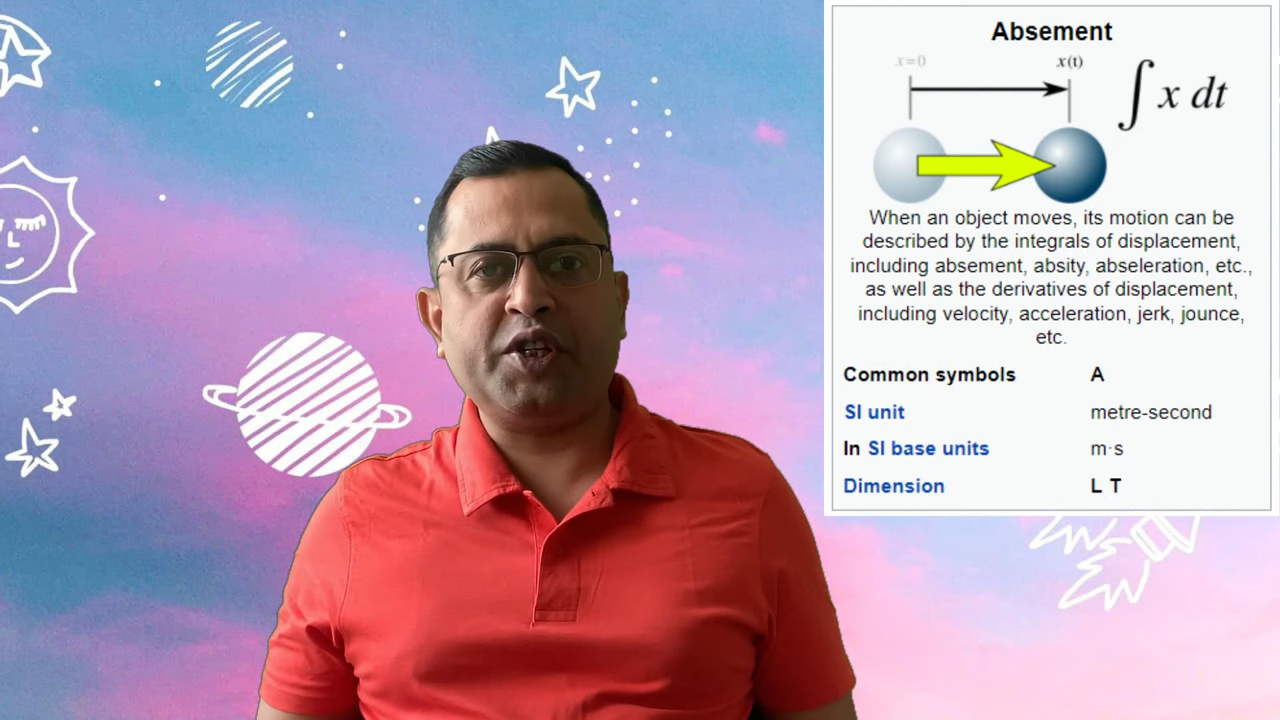 Absement
x=0
x(t)
∫ x dt
When an object moves, its motion can be
described by the integrals of displacement,
including absement, absity, abseleration, etc.,
as well as the derivatives of displacement,
including velocity, acceleration, jerk, jounce,
etc.
Common symbols A
SI unit metre-second
In SI base units m·s
Dimension L T